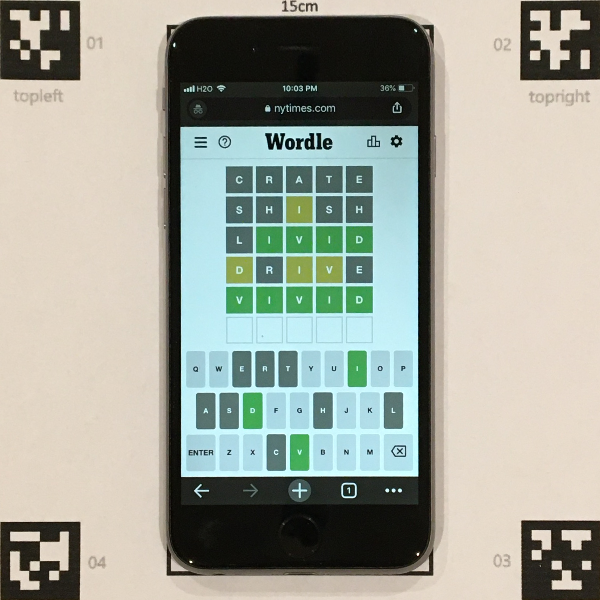 15cm
01
02
topleft
topright
H2O 10:03 PM 36%
nytimes.com
Wordle
C R A T E
S H I S H
L I V I D
D R I V E
V I V I D
Q W E R T Y U I O P
A S D F G H J K L
ENTER Z X C V B N M
1
04
03